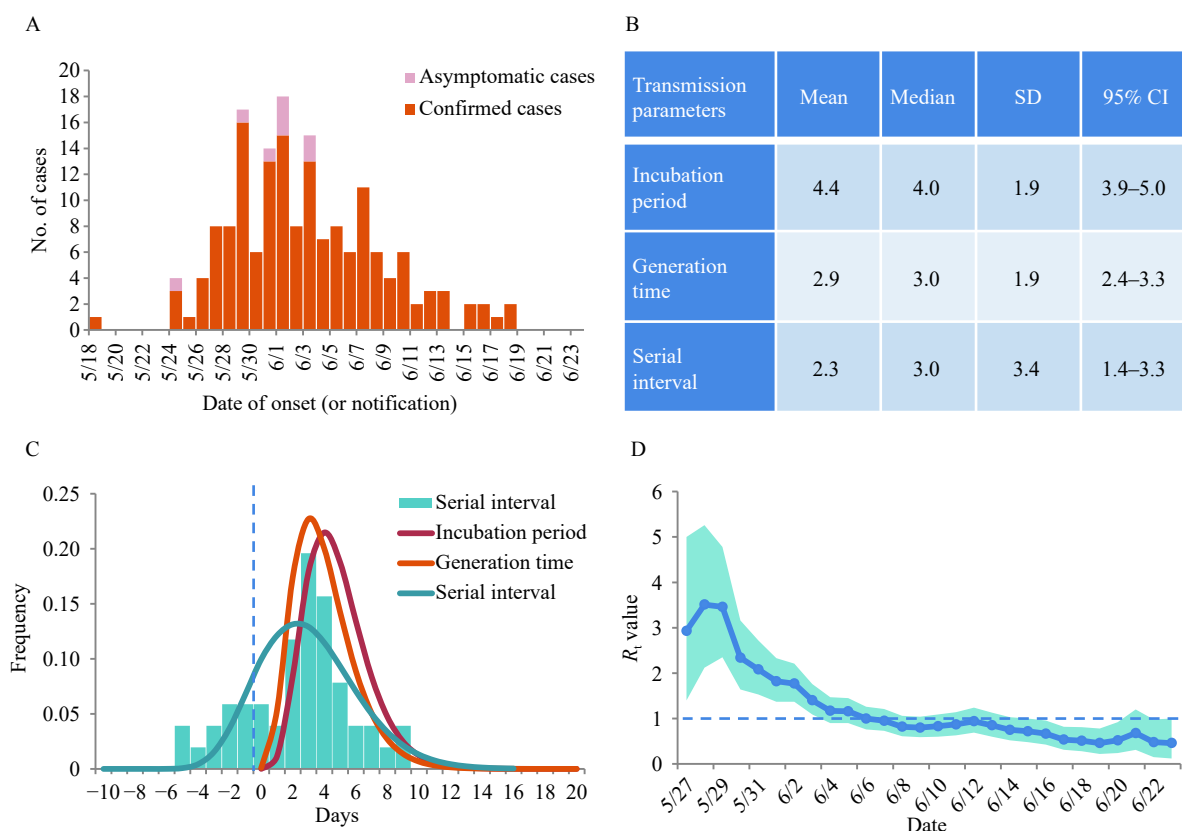 A
20
18
16
14
12
10
8
6
4
2
0
No. of cases
Asymptomatic cases
Confirmed cases
5/18
5/20
5/22
5/24
5/26
5/28
5/30
6/1
6/3
6/5
6/7
6/9
6/11
6/13
6/15
6/17
6/19
6/21
6/23
Date of onset (or notification)
B
Transmission parameters Mean Median SD 95% CI
Incubation period 4.4 4.0 1.9 3.9–5.0
Generation time 2.9 3.0 1.9 2.4–3.3
Serial interval 2.3 3.0 3.4 1.4–3.3
C
0.25
0.20
0.15
0.10
0.05
0
Frequency
Serial interval
Incubation period
Generation time
Serial interval
−10 −8 −6 −4 −2 0 2 4 6 8 10 12 14 16 18 20
Days
D
6
5
4
3
2
1
0
Rt value
5/27
5/29
5/31
6/2
6/4
6/6
6/8
6/10
6/12
6/14
6/16
6/18
6/20
6/22
Date